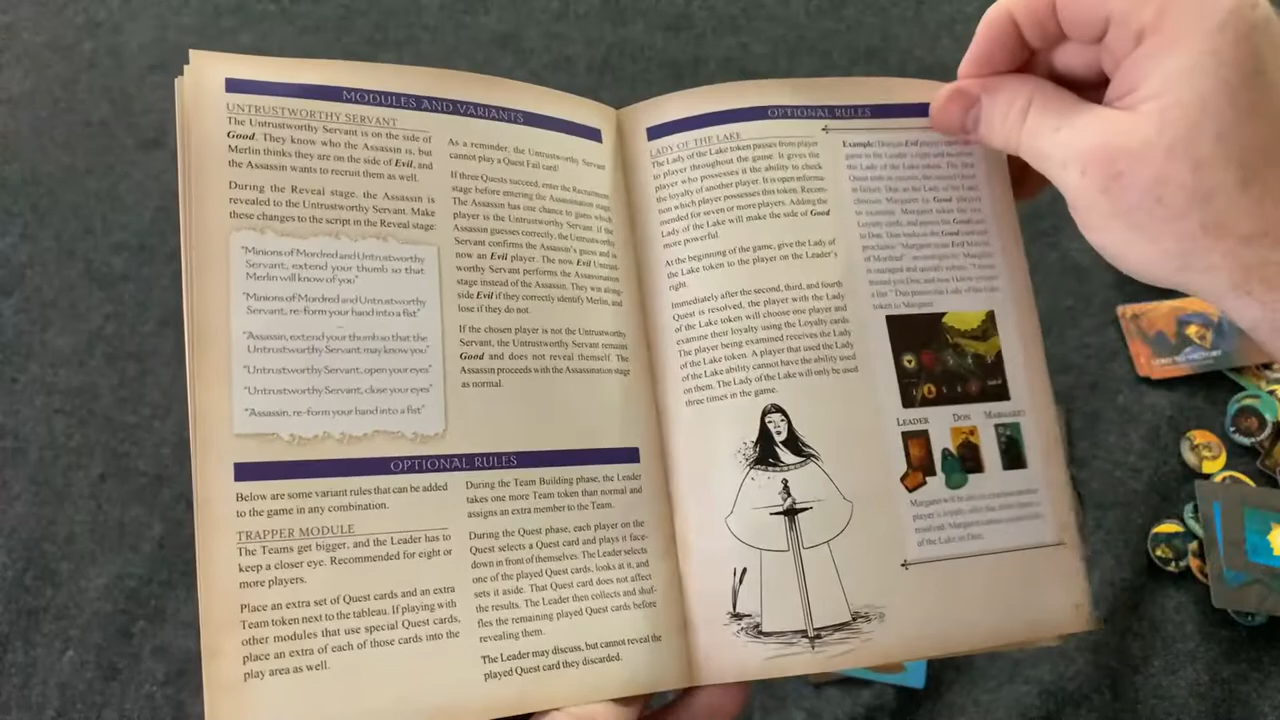 MODULES AND VARIANTS
UNTRUSTWORTHY SERVANT
The Untrustworthy Servant is on the side of
Good. They know who the Assassin is, but
Merlin thinks they are on the side of Evil, and
the Assassin wants to recruit them as well.
During the Reveal stage, the Assassin is
revealed to the Untrustworthy Servant. Make
these changes to the script in the Reveal stage:
"Minions of Mordred and Untrustworthy
Servant, extend your thumb so that
Merlin will know of you"
"Minions of Mordred and Untrustworthy
Servant, re-form your hand into a fist"
...
"Assassin, extend your thumb so that the
Untrustworthy Servant may know you"
"Untrustworthy Servant, open your eyes"
"Untrustworthy Servant, close your eyes"
"Assassin, re-form your hand into a fist"
As a reminder, the Untrustworthy Servant
cannot play a Quest Fail card!
If three Quests succeed, enter the Recruitment
stage before entering the Assassination stage.
The Assassin has one chance to guess which
player is the Untrustworthy Servant. If the
Assassin guesses correctly, the Untrustworthy
Servant confirms the Assassin's guess and is
now an Evil player. The now Evil Untrust-
worthy Servant performs the Assassination
stage instead of the Assassin. They win along-
side Evil if they correctly identify Merlin, and
lose if they do not.
If the chosen player is not the Untrustworthy
Servant, the Untrustworthy Servant remains
Good and does not reveal themself. The
Assassin proceeds with the Assassination stage
as normal.
OPTIONAL RULES
Below are some variant rules that can be added
to the game in any combination.
TRAPPER MODULE
The Teams get bigger, and the Leader has to
keep a closer eye. Recommended for eight or
more players.
Place an extra set of Quest cards and an extra
Team token next to the tableau. If playing with
other modules that use special Quest cards,
place an extra of each of those cards into the
play area as well.
During the Team Building phase, the Leader
takes one more Team token than normal and
assigns an extra member to the Team.
During the Quest phase, each player on the
Quest selects a Quest card and plays it face-
down in front of themselves. The Leader selects
one of the played Quest cards, looks at it, and
sets it aside. That Quest card does not affect
the results. The Leader then collects and shuf-
fles the remaining played Quest cards before
revealing them.
The Leader may discuss, but cannot reveal the
played Quest card they discarded.
OPTIONAL RULES
LADY OF THE LAKE
The Lady of the Lake token passes from player
to player throughout the game. It gives the
player who possesses it the ability to check
the loyalty of another player. It is open informa-
tion which player possesses this token. Recom-
mended for seven or more players. Adding the
Lady of the Lake will make the side of Good
more powerful.
At the beginning of the game, give the Lady of
the Lake token to the player on the Leader's
right.
Immediately after the second, third, and fourth
Quest is resolved, the player with the Lady
of the Lake token will choose one player and
examine their loyalty using the Loyalty cards.
The player being examined receives the Lady
of the Lake token. A player that used the Lady
of the Lake ability cannot have the ability used
on them. The Lady of the Lake will only be used
three times in the game.
Example:
LEADER DON MARGARET
of the Lake to Don.